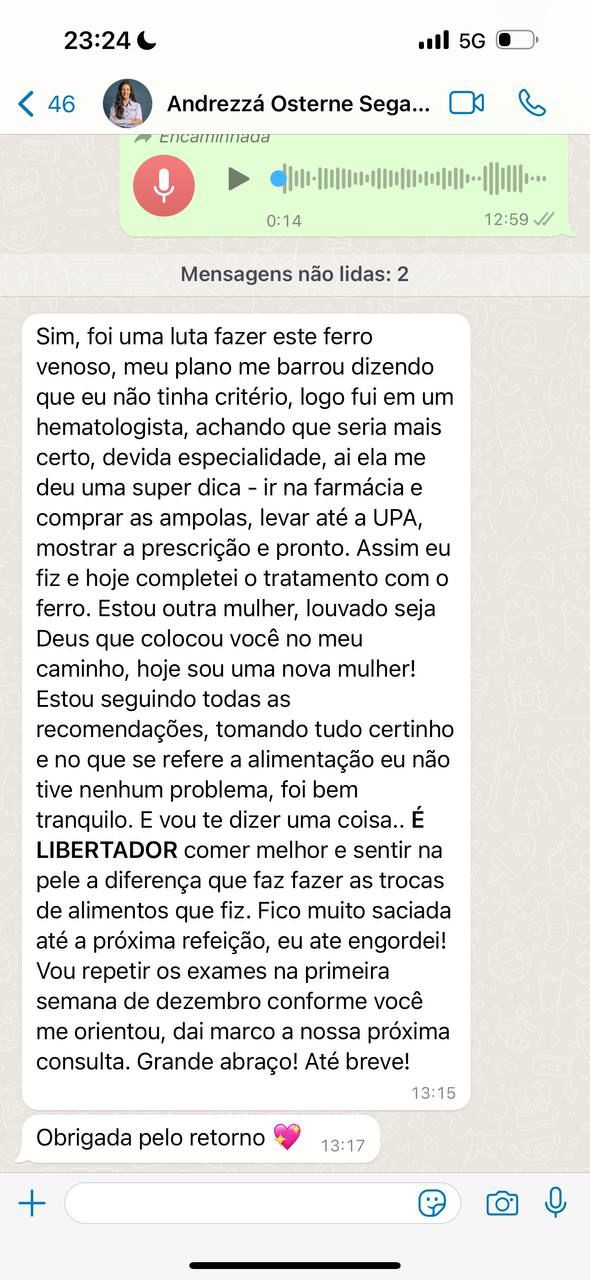 23:24
5G
46
Andrezzá Osterne Sega...
Encaminhada
0:14
12:59
Mensagens não lidas: 2
Sim, foi uma luta fazer este ferro
venoso, meu plano me barrou dizendo
que eu não tinha critério, logo fui em um
hematologista, achando que seria mais
certo, devida especialidade, ai ela me
deu uma super dica - ir na farmácia e
comprar as ampolas, levar até a UPA,
mostrar a prescrição e pronto. Assim eu
fiz e hoje completei o tratamento com o
ferro. Estou outra mulher, louvado seja
Deus que colocou você no meu
caminho, hoje sou uma nova mulher!
Estou seguindo todas as
recomendações, tomando tudo certinho
e no que se refere a alimentação eu não
tive nenhum problema, foi bem
tranquilo. E vou te dizer uma coisa.. É
LIBERTADOR comer melhor e sentir na
pele a diferença que faz fazer as trocas
de alimentos que fiz. Fico muito saciada
até a próxima refeição, eu ate engordei!
Vou repetir os exames na primeira
semana de dezembro conforme você
me orientou, dai marco a nossa próxima
consulta. Grande abraço! Até breve!
13:15
Obrigada pelo retorno 💖
13:17